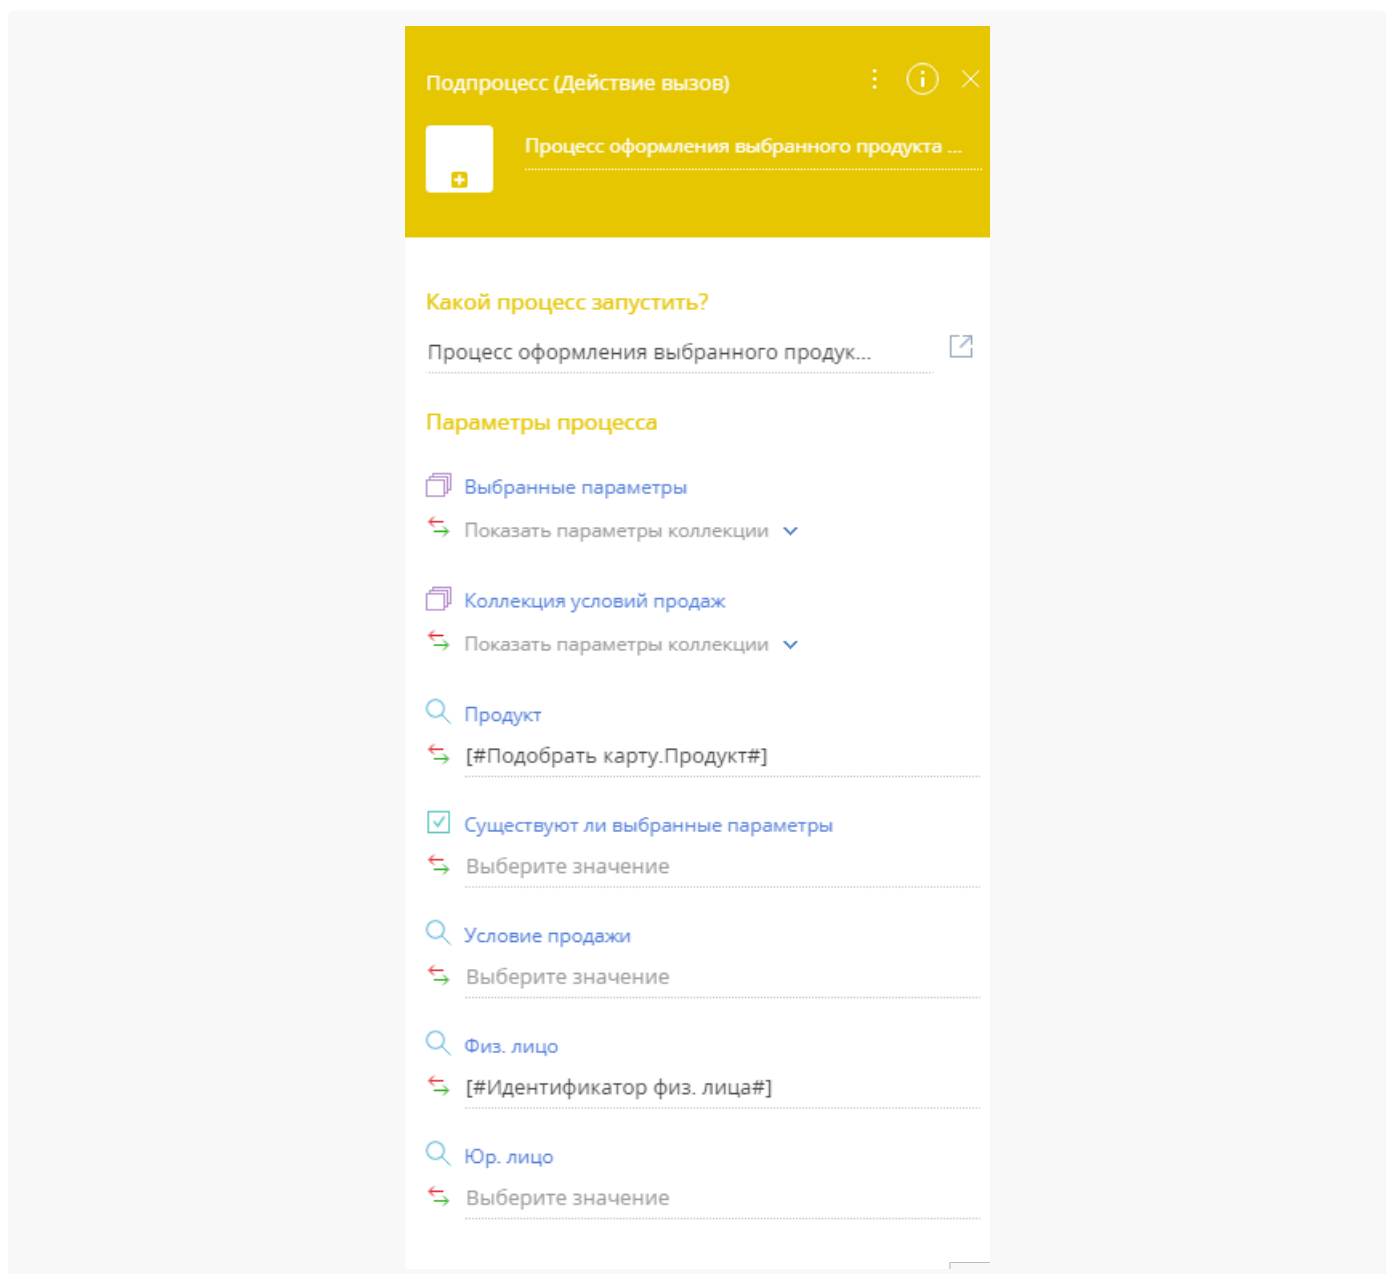 Подпроцесс (Действие вызов)
Процесс оформления выбранного продукта ...
Какой процесс запустить?
Процесс оформления выбранного продук...
Параметры процесса
Выбранные параметры
Показать параметры коллекции
Коллекция условий продаж
Показать параметры коллекции
Продукт
[#Подобрать карту.Продукт#]
Существуют ли выбранные параметры
Выберите значение
Условие продажи
Выберите значение
Физ. лицо
[#Идентификатор физ. лица#]
Юр. лицо
Выберите значение